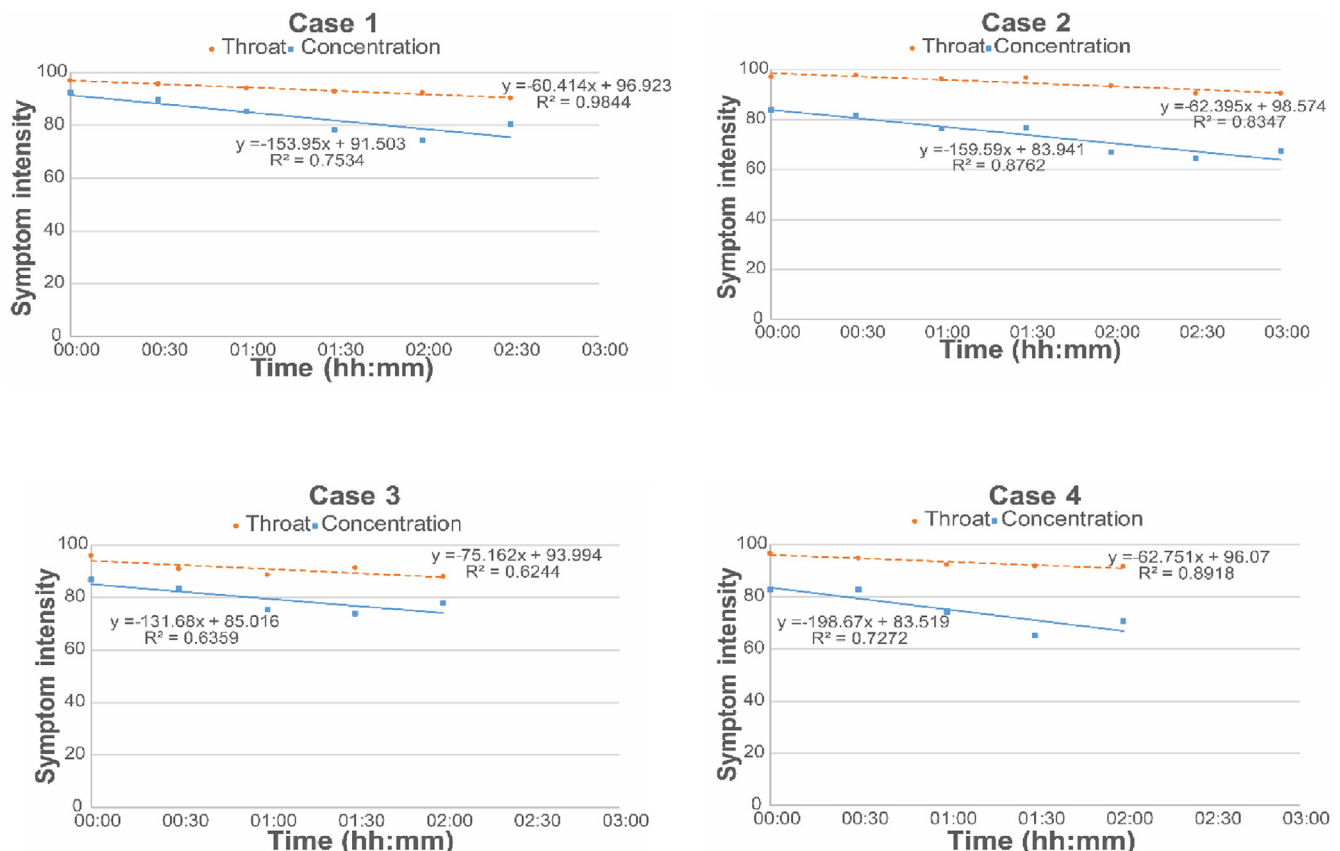 Case 1
Throat Concentration
100
80
60
40
20
0
Symptom intensity
y =-60.414x + 96.923
R² = 0.9844
y =-153.95x + 91.503
R² = 0.7534
00:00 00:30 01:00 01:30 02:00 02:30 03:00
Time (hh:mm)
Case 2
Throat Concentration
100
80
60
40
20
0
Symptom intensity
y =-62.395x + 98.574
R² = 0.8347
y =-159.59x + 83.941
R² = 0.8762
00:00 00:30 01:00 01:30 02:00 02:30 03:00
Time (hh:mm)
Case 3
Throat Concentration
100
80
60
40
20
0
Symptom intensity
y =-75.162x + 93.994
R² = 0.6244
y =-131.68x + 85.016
R² = 0.6359
00:00 00:30 01:00 01:30 02:00 02:30 03:00
Time (hh:mm)
Case 4
Throat Concentration
100
80
60
40
20
0
Symptom intensity
y =-62.751x + 96.07
R² = 0.8918
y =-198.67x + 83.519
R² = 0.7272
00:00 00:30 01:00 01:30 02:00 02:30 03:00
Time (hh:mm)